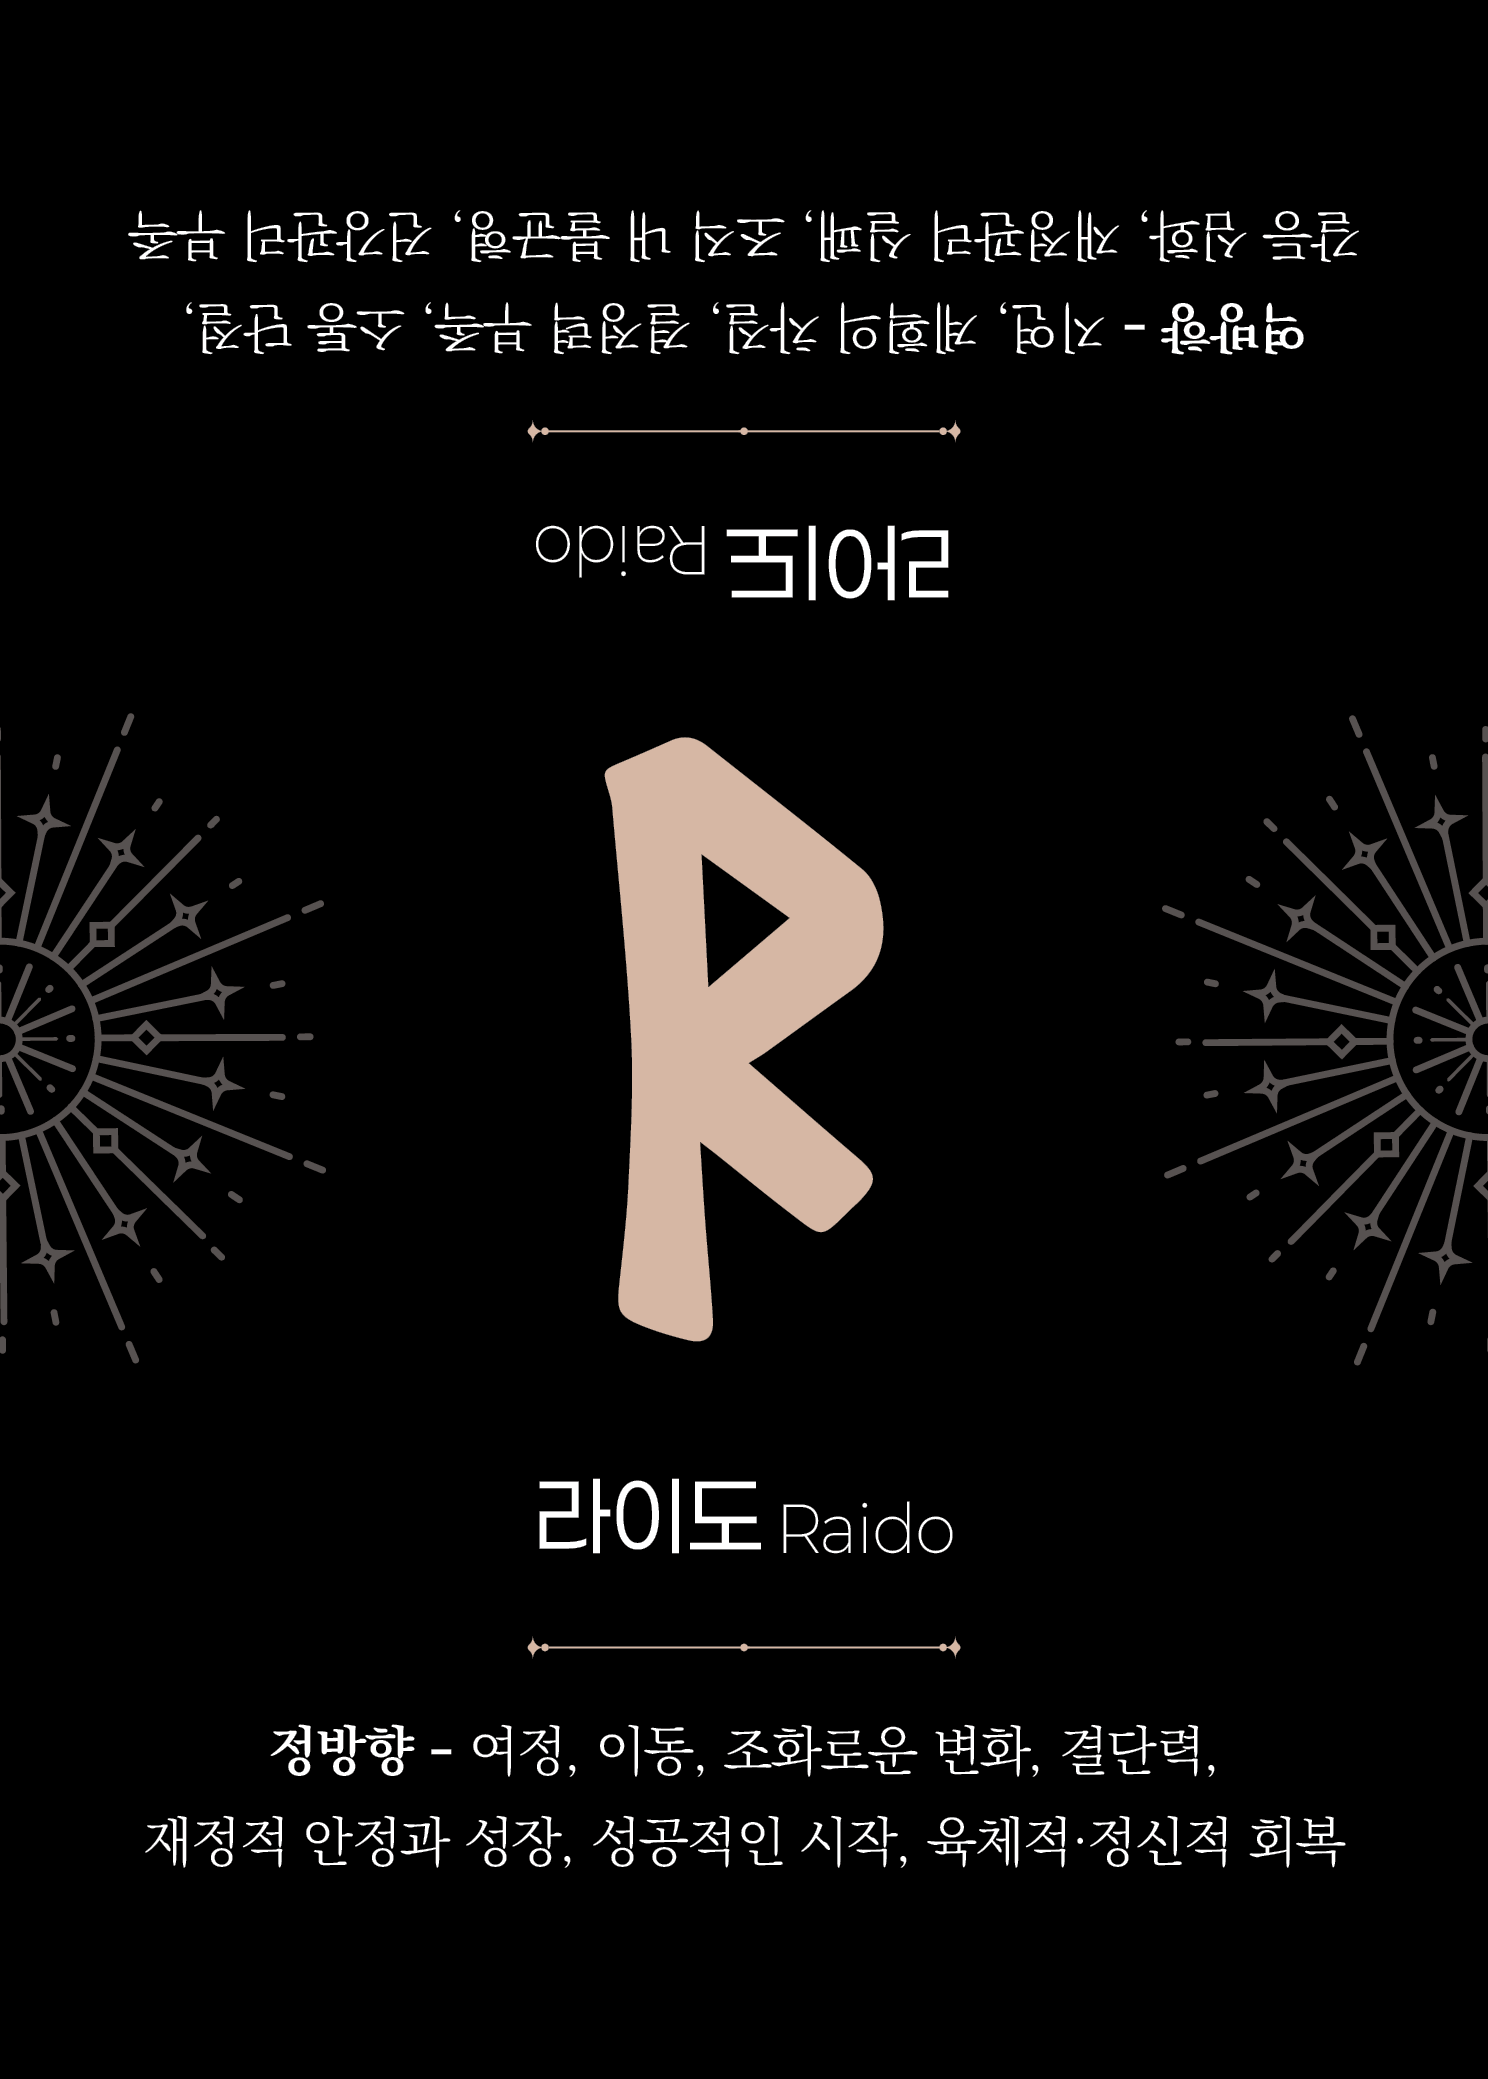 역방향 - 지연, 계획의 차질, 결정력 부족, 소통 단절,
갈등 심화, 재정관리 실패, 조직 내 불균형, 건강관리 부족
라이도 Raido
라이도 Raido
정방향 - 여정, 이동, 조화로운 변화, 결단력,
재정적 안정과 성장, 성공적인 시작, 육체적·정신적 회복